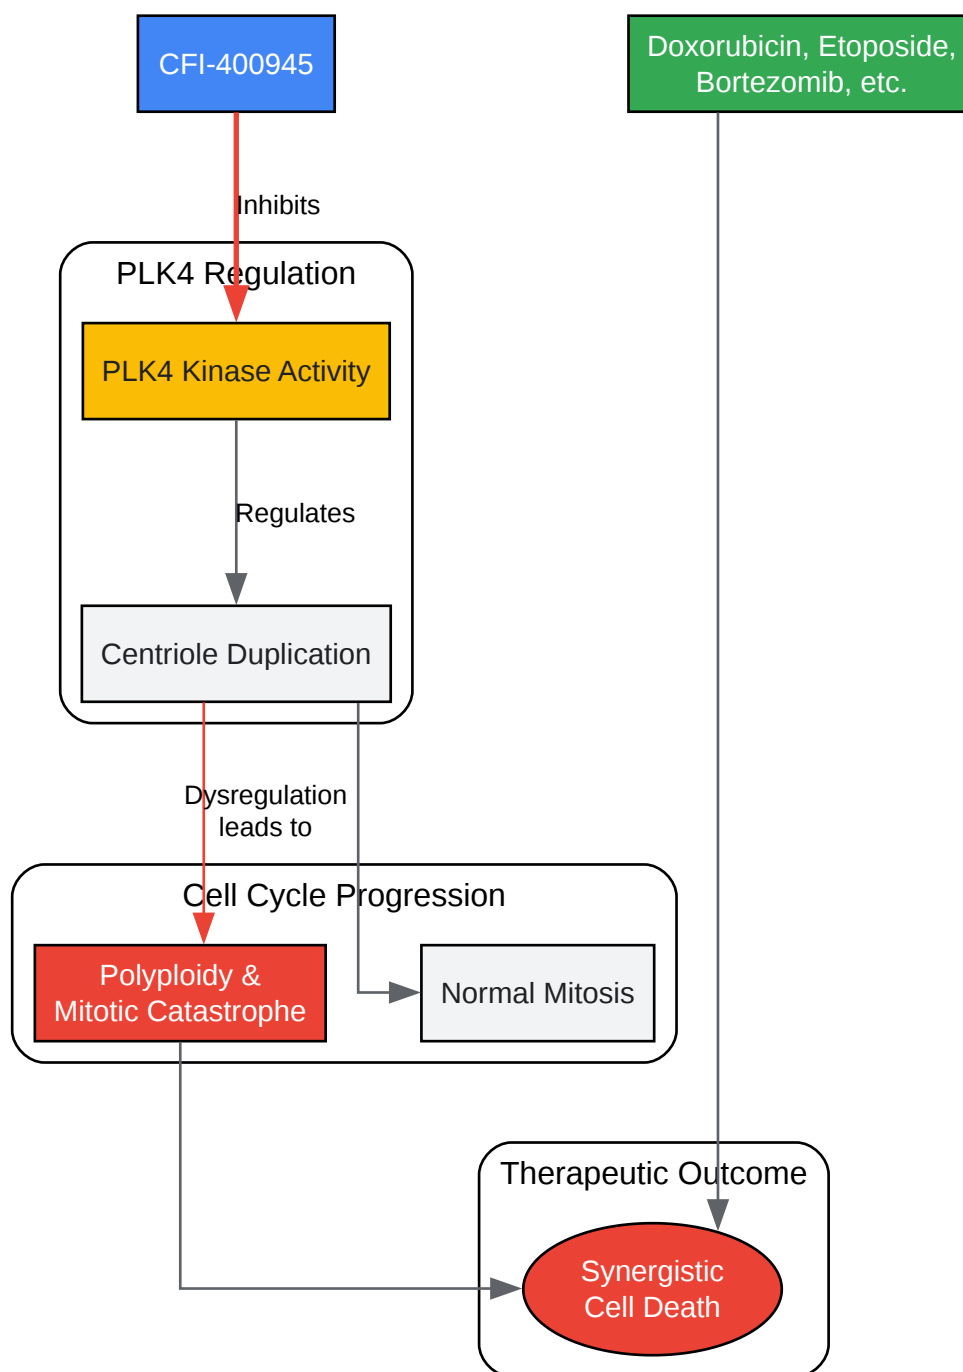 CFI-400945
Doxorubicin, Etoposide,
Bortezomib, etc.
Inhibits
PLK4 Regulation
PLK4 Kinase Activity
Regulates
Centriole Duplication
Dysregulation
leads to
Cell Cycle Progression
Polyploidy &
Mitotic Catastrophe
Normal Mitosis
Therapeutic Outcome
Synergistic
Cell Death